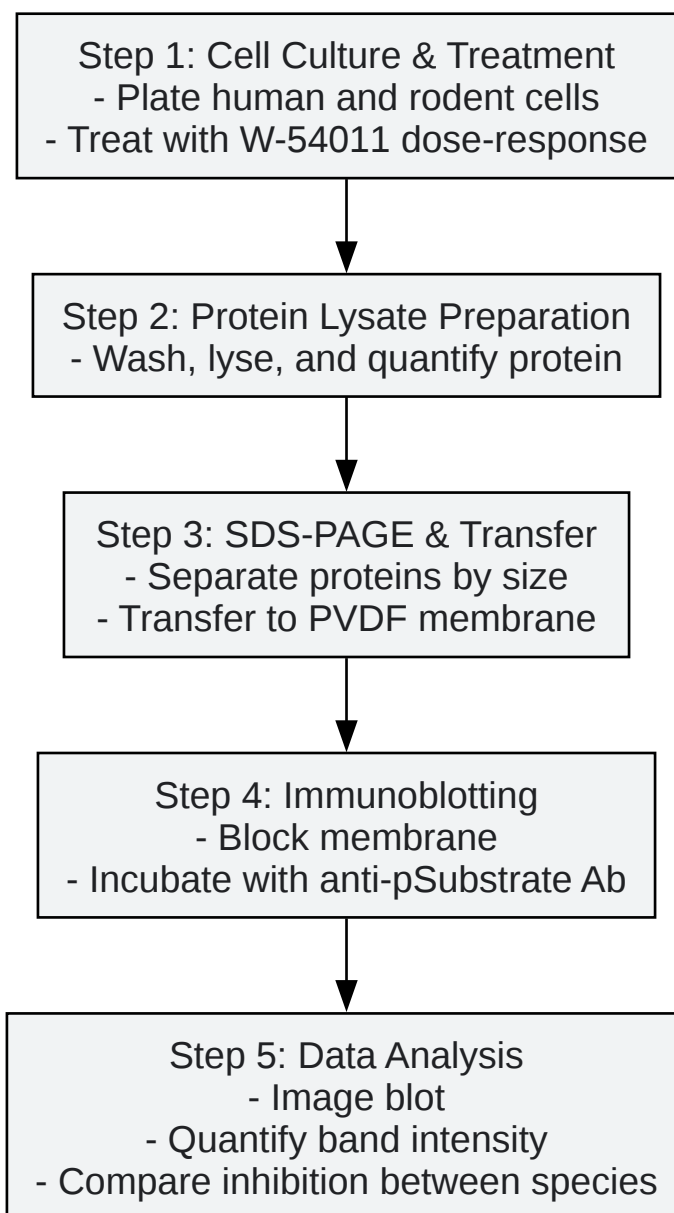 Step 1: Cell Culture & Treatment
- Plate human and rodent cells
- Treat with W-54011 dose-response
Step 2: Protein Lysate Preparation
- Wash, lyse, and quantify protein
Step 3: SDS-PAGE & Transfer
- Separate proteins by size
- Transfer to PVDF membrane
Step 4: Immunoblotting
- Block membrane
- Incubate with anti-pSubstrate Ab
Step 5: Data Analysis
- Image blot
- Quantify band intensity
- Compare inhibition between species